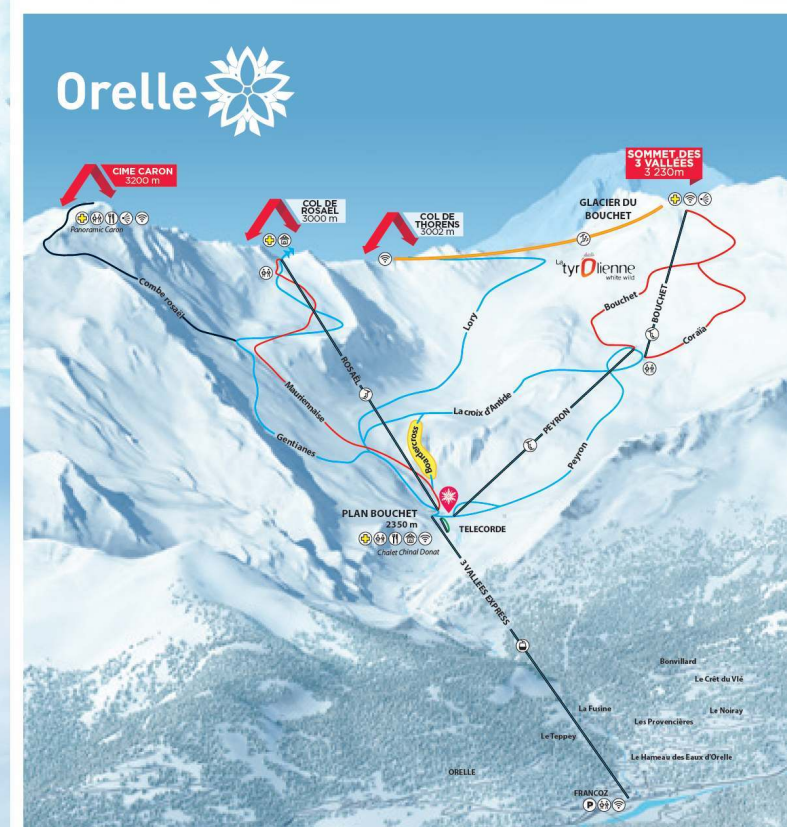 Orelle
CIME CARON
3200 m
Panoramic Caron
COL DE
ROSAËL
3000 m
COL DE
THORENS
3002 m
SOMMET DES
3 VALLÉES
3 230m
GLACIER DU
BOUCHET
La
tyrOlienne
white wild
Combe rosaël
Lory
Bouchet
BOUCHET
Coraïa
ROSAËL
Mauriennaise
Gentianes
La croix d'Antide
Boardercross
PEYRON
Peyron
PLAN BOUCHET
2350 m
Chalet Chinal Donat
TELECORDE
3 VALLEES EXPRESS
Bonvillard
Le Crêt du Vlé
La Fusine
Le Noiray
Les Provencières
Le Teppey
Le Hameau des Eaux d'Orelle
ORELLE
FRANCOZ
P